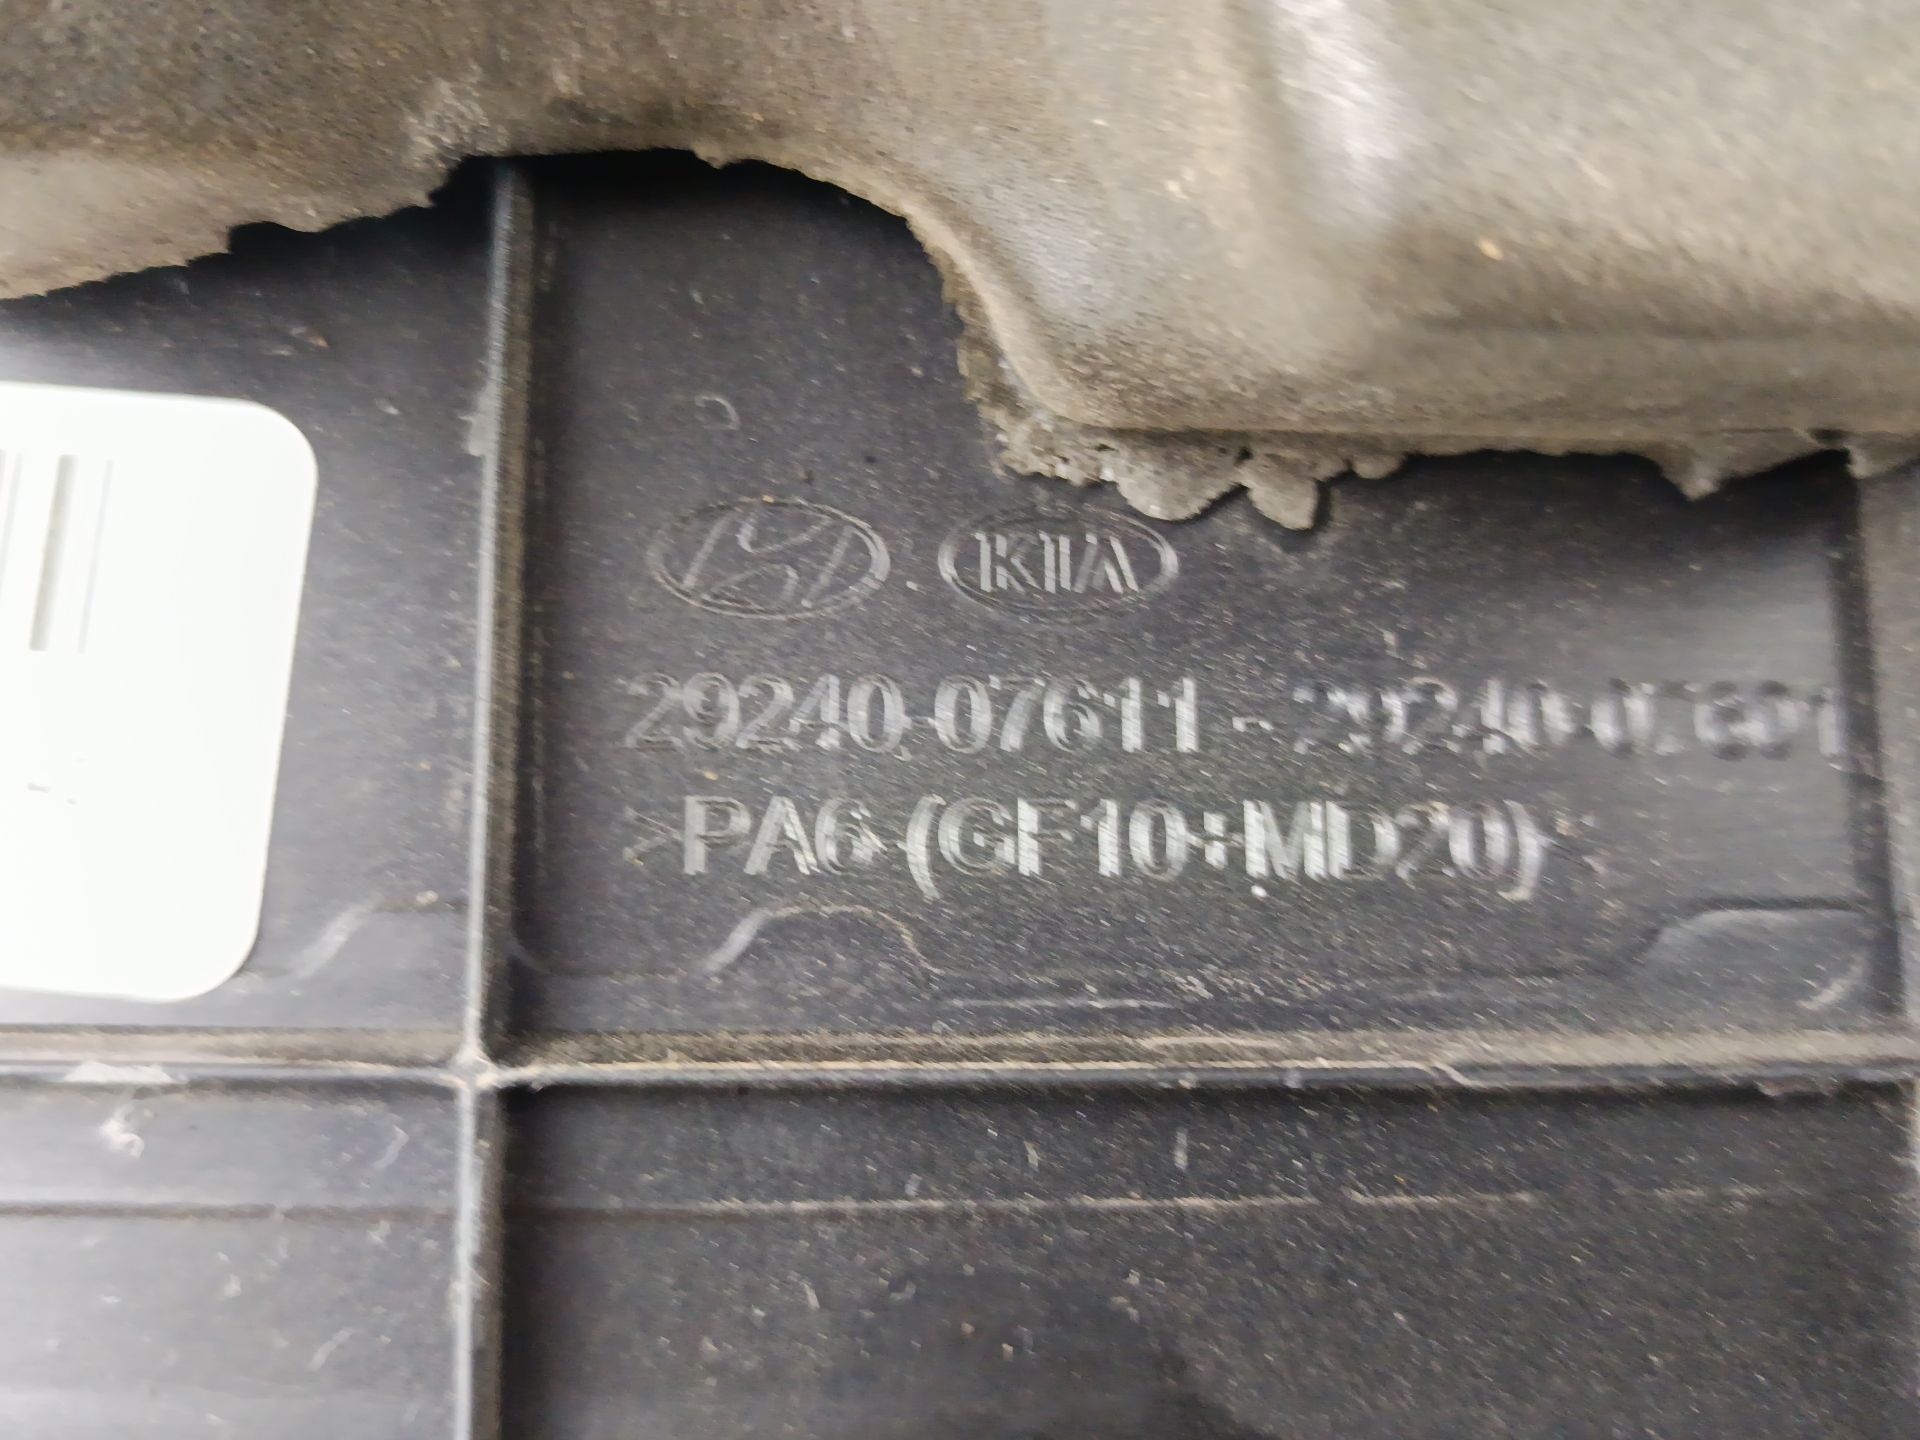 KIA
29240-07611 -
>PA6 (GF10+MD20)<